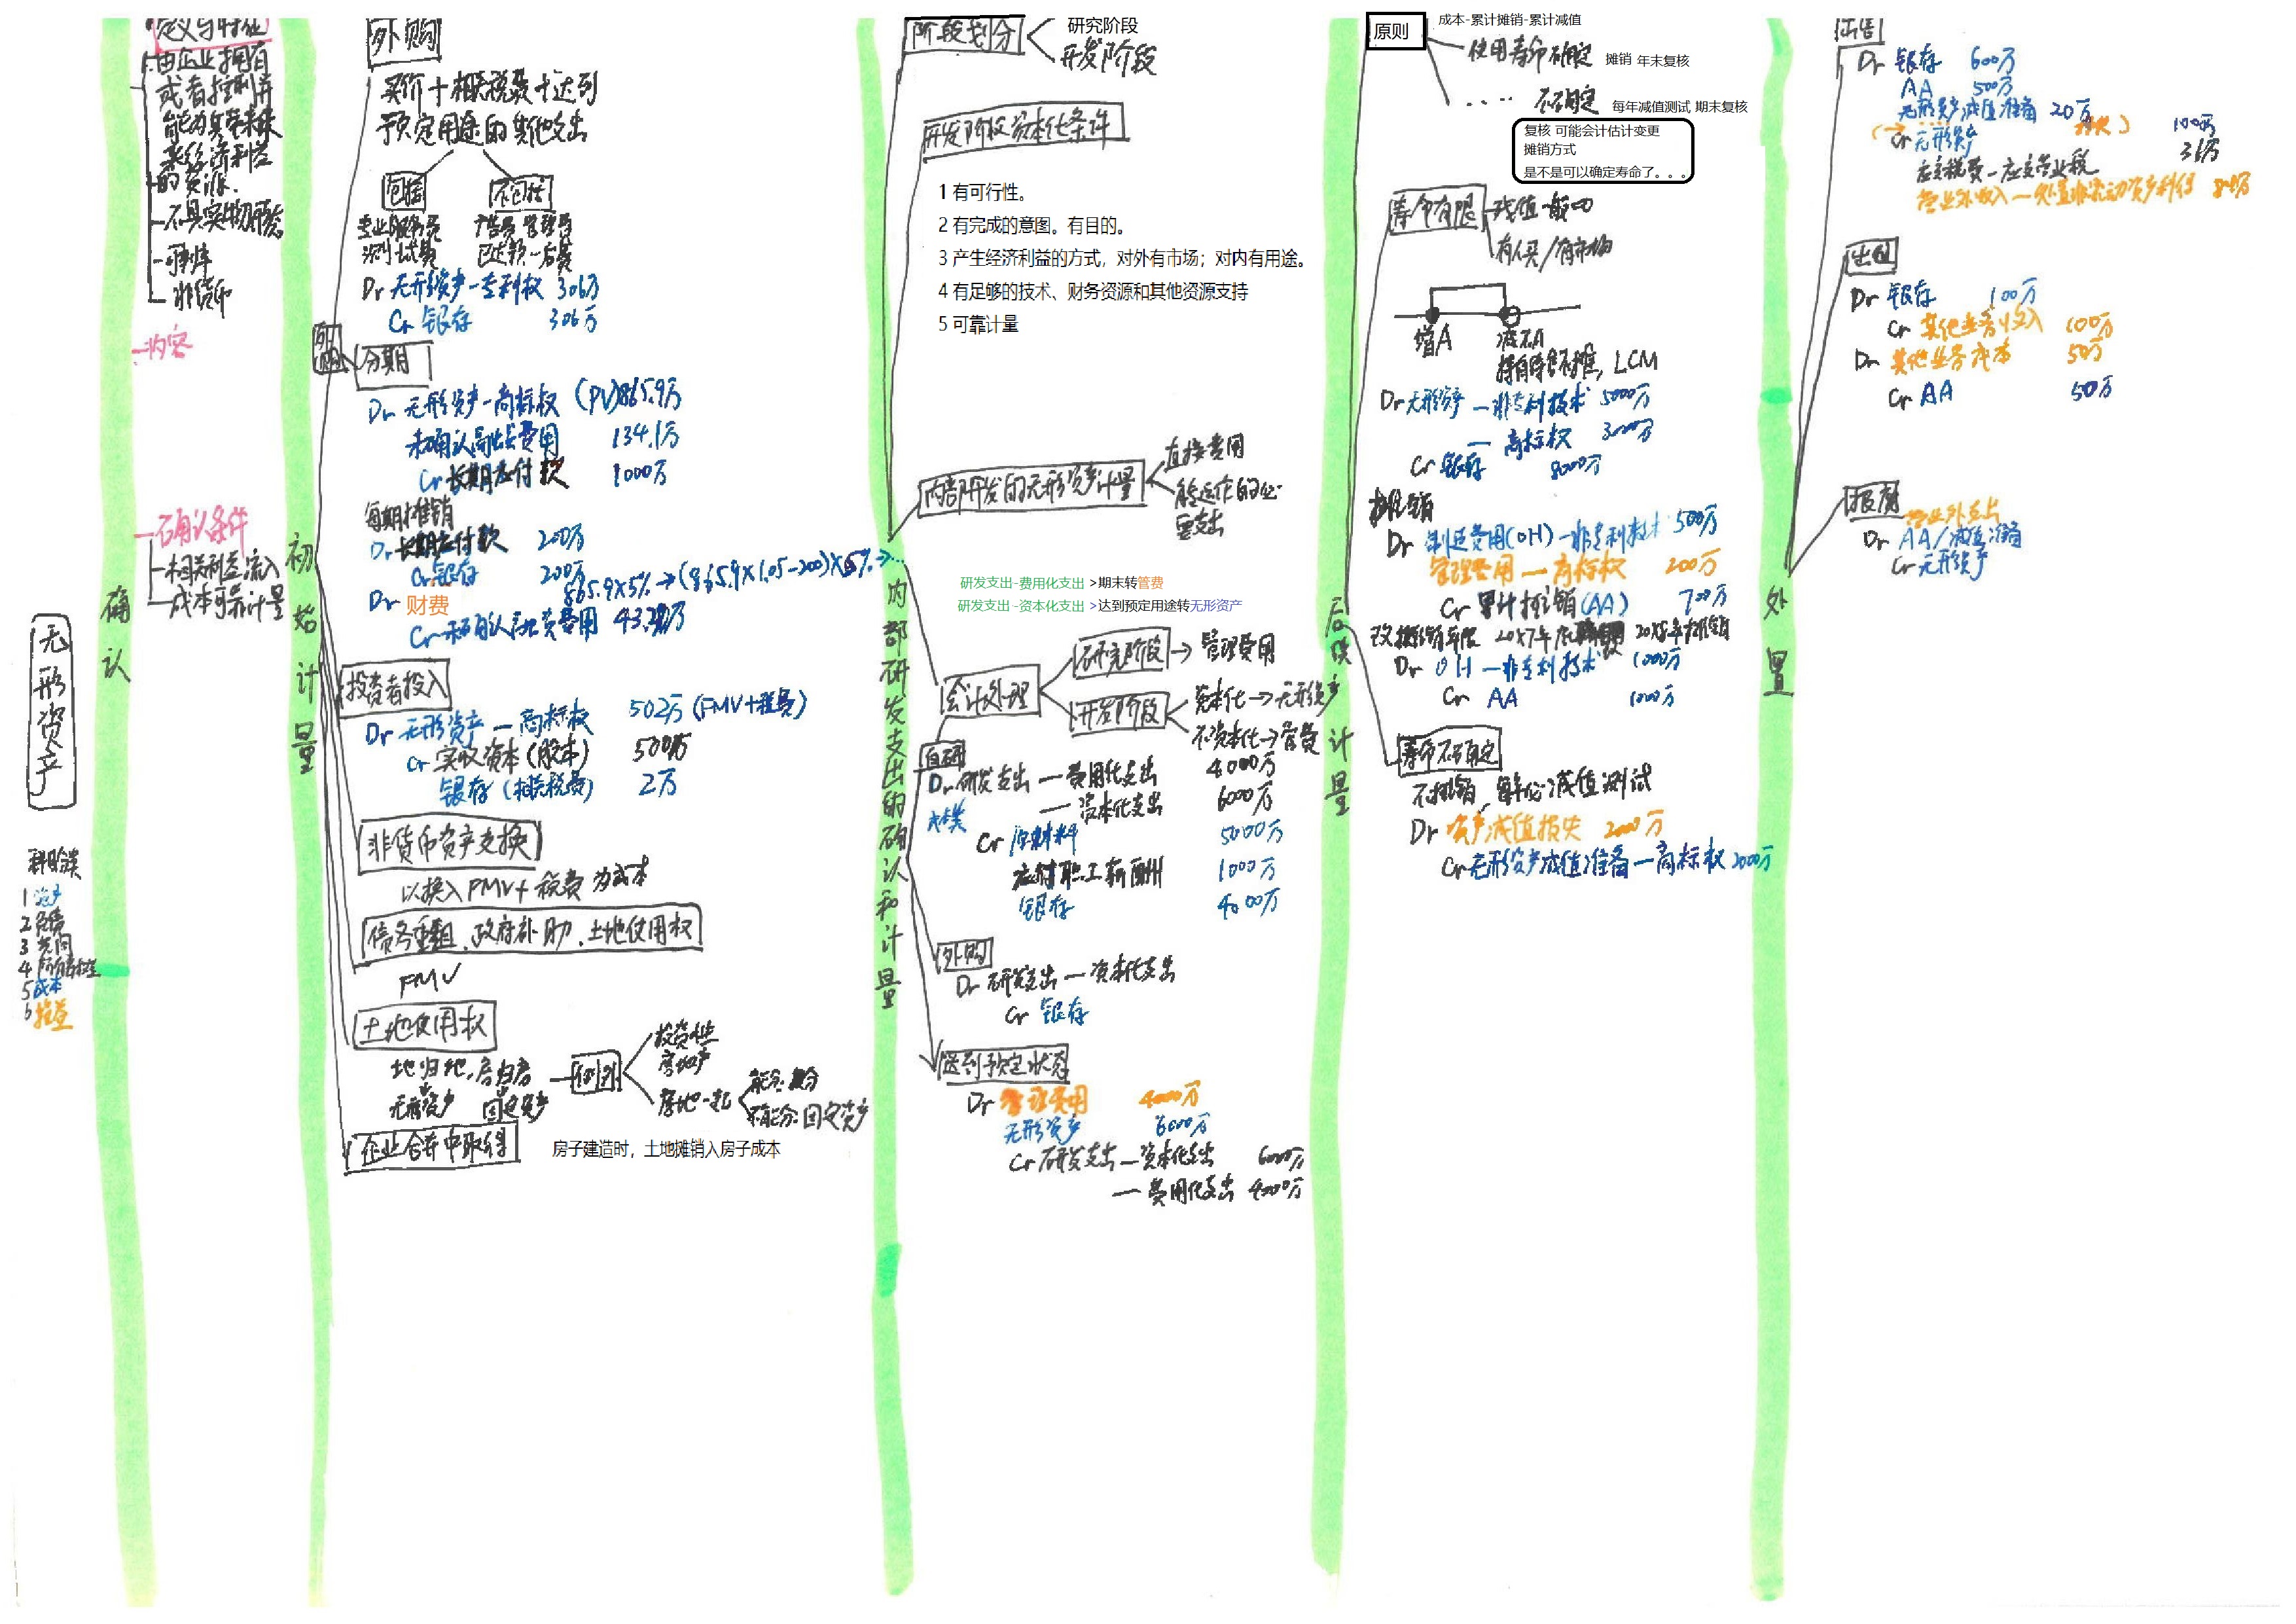 无形资产
科目分类
1 资产
2 负债
3 共同
4 所有者权益
5 成本
6 损益
确认
定义与特征
由企业拥有
或者控制并
能为其带来未
来经济利益
的资源.
不具实物形态
可辨认
非货币
内容
确认条件
相关利益流入
成本可靠计量
初始计量
外购
买价+相关税费+达到
预定用途的其他支出
包括
不包括
专业服务费
测试费
广告费 管理费
Dr 无形资产-专利权 306万
Cr 银存 306万
外购
分期
Dr 无形资产-商标权 (PV)865.9万
未确认融资费用 134.1万
Cr 长期应付款 1000万
每期摊销
Dr 长期应付款 200万
Cr 银存 200万
865.9×5%→(865.9×1.05-200)×5%→...
Dr 财费
Cr 未确认融资费用
投资者投入
Dr 无形资产—商标权 502万 (FMV+税费)
Cr 实收资本(股本) 500万
银存(相关税费) 2万
非货币资产交换
以换入FMV+税费 为成本
债务重组、政府补助、土地使用权
FMV
土地使用权
地归地,房归房
无形资产 固定资产
例外
投资性
房地产
房地一起
能分:分
不能分:固定资产
企业合并中取得
房子建造时，土地摊销入房子成本
内部研发支出的确认和计量
阶段划分
研究阶段
开发阶段
开发阶段资本化条件
1 有可行性。
2 有完成的意图。有目的。
3 产生经济利益的方式，对外有市场；对内有用途。
4 有足够的技术、财务资源和其他资源支持
5 可靠计量
内部开发的无形资产计量
直接费用
能运作的必
要支出
研发支出-费用化支出 >期末转管费
研发支出-资本化支出 >达到预定用途转无形资产
会计处理
研究阶段→管理费用
开发阶段
资本化→无形资产
不资本化→管费
自研
Dr 研发支出—费用化支出 4000万
成本类 —资本化支出 6000万
Cr 原材料 5000万
应付职工薪酬 1000万
银存 4000万
外购
Dr 研发支出—资本化支出
Cr 银存
达到预定状态
Dr 管理费用 4000万
无形资产 6000万
Cr 研发支出—资本化支出 6000万
—费用化支出 4000万
后续计量
原则
成本-累计摊销-累计减值
使用寿命确定 摊销 年末复核
.... 不确定 每年减值测试 期末复核
复核 可能会计估计变更
摊销方式
是不是可以确定寿命了。。。
寿命有限
残值一般=0
有人买/有市场
增A
减不A
持有待售不摊, LCM
Dr 无形资产—非专利技术 5000万
—商标权 3000万
Cr 银存 8000万
摊销
Dr 制造费用(OH)—非专利技术 500万
管理费用—商标权 200万
Cr 累计摊销(AA) 700万
改摊销年限 20X7年底 20X8年摊销
Dr OH—非专利技术 1000万
Cr AA 1000万
寿命不确定
不摊销,每年必减值测试
Dr 资产减值损失 2000万
Cr 无形资产减值准备—商标权 2000万
处置
出售
Dr 银存 600万
AA 500万
无形资产减值准备 20万
Cr 无形资产
应交税费—应交营业税
营业外收入—处置非流动资产利得
出租
Dr 银存 100万
Cr 其他业务收入 100万
Dr 其他业务成本 50万
Cr AA 50万
报废
营业外支出
Dr AA/减值准备
Cr 无形资产